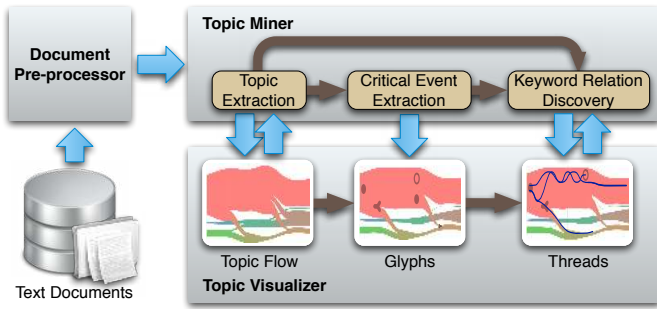 Topic Miner
Document
Pre-processor
Topic
Extraction
Critical Event
Extraction
Keyword Relation
Discovery
Topic Flow
Glyphs
Threads
Text Documents
Topic Visualizer